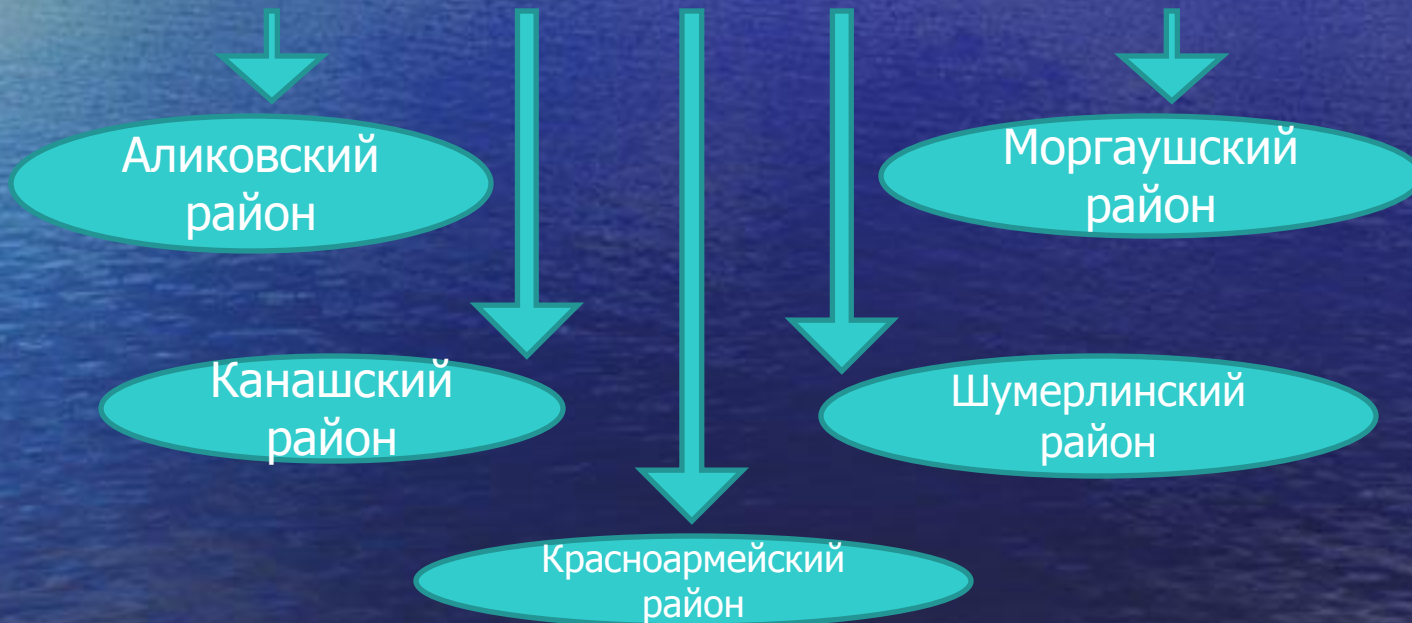 Аликовский
район
Моргаушский
район
Канашский
район
Шумерлинский
район
Красноармейский
район